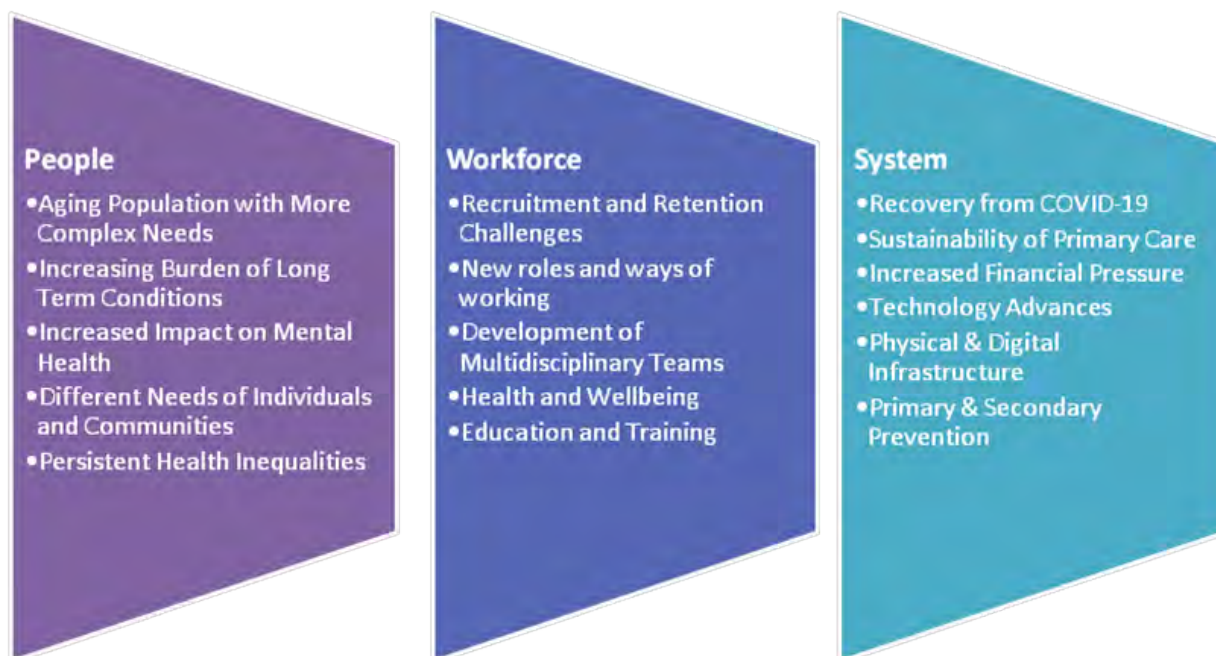 People
•Aging Population with More
Complex Needs
•Increasing Burden of Long
Term Conditions
•Increased Impact on Mental
Health
•Different Needs of Individuals
and Communities
•Persistent Health Inequalities
Workforce
•Recruitment and Retention
Challenges
•New roles and ways of
working
•Development of
Multidisciplinary Teams
•Health and Wellbeing
•Education and Training
System
•Recovery from COVID-19
•Sustainability of Primary Care
•Increased Financial Pressure
•Technology Advances
•Physical & Digital
Infrastructure
•Primary & Secondary
Prevention